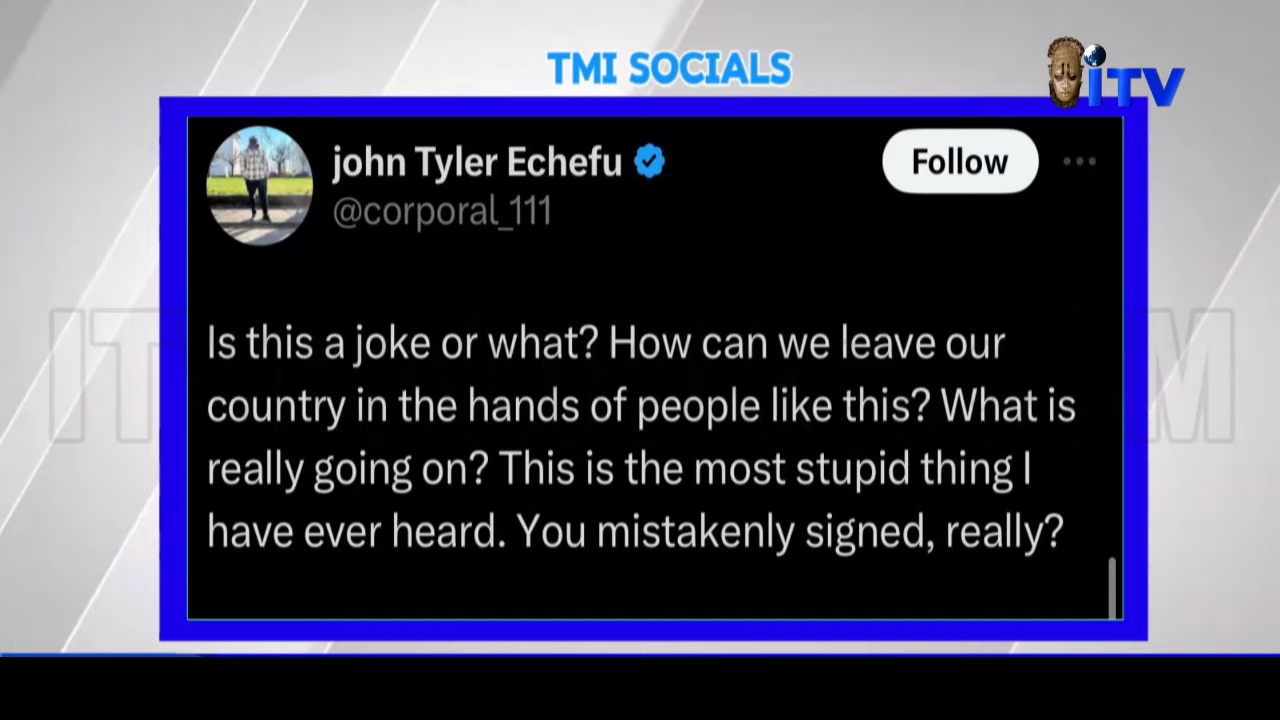 TMI SOCIALS
iTV
john Tyler Echefu
@corporal_111
Follow
Is this a joke or what? How can we leave our
country in the hands of people like this? What is
really going on? This is the most stupid thing I
have ever heard. You mistakenly signed, really?